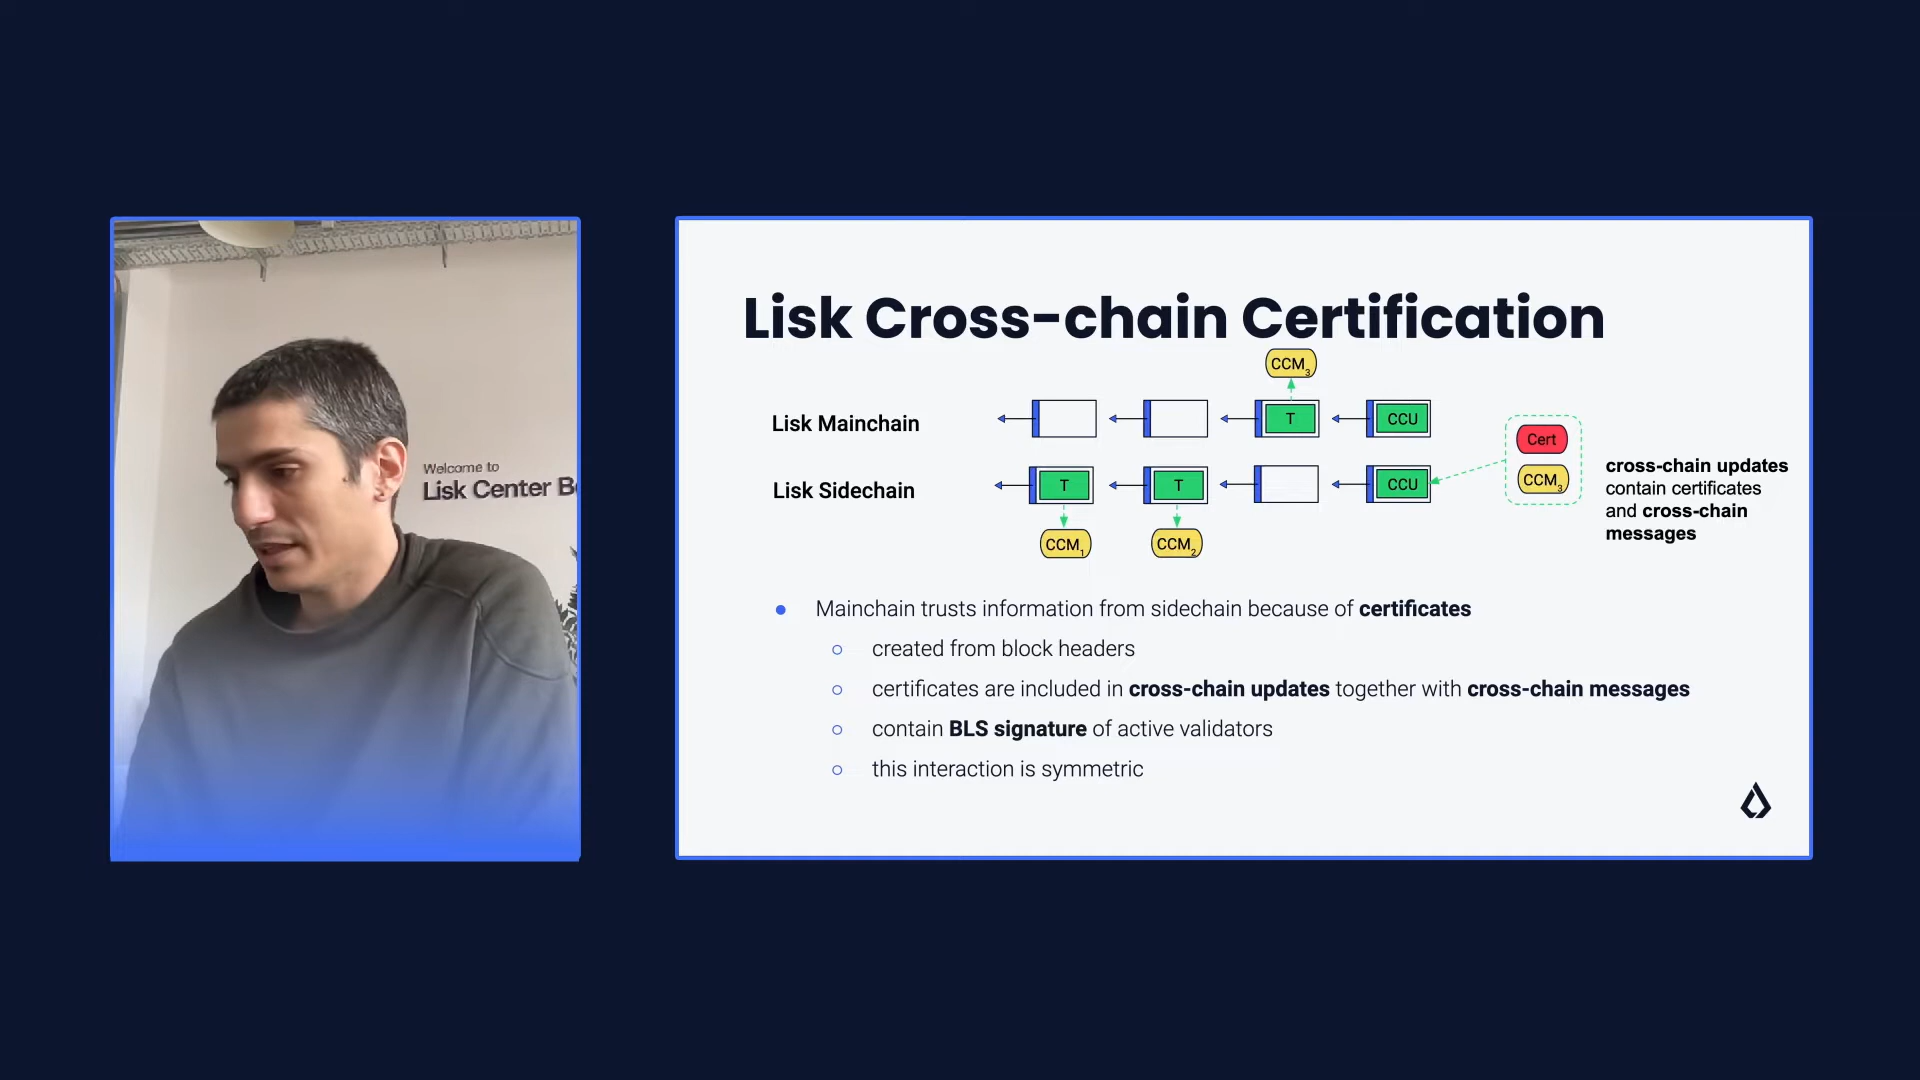 Welcome to
Lisk Center
Lisk Cross-chain Certification
CCM3
Lisk Mainchain
T
CCU
Cert
CCM3
cross-chain updates
contain certificates
and cross-chain
messages
Lisk Sidechain
T
T
CCU
CCM1
CCM2
Mainchain trusts information from sidechain because of certificates
created from block headers
certificates are included in cross-chain updates together with cross-chain messages
contain BLS signature of active validators
this interaction is symmetric